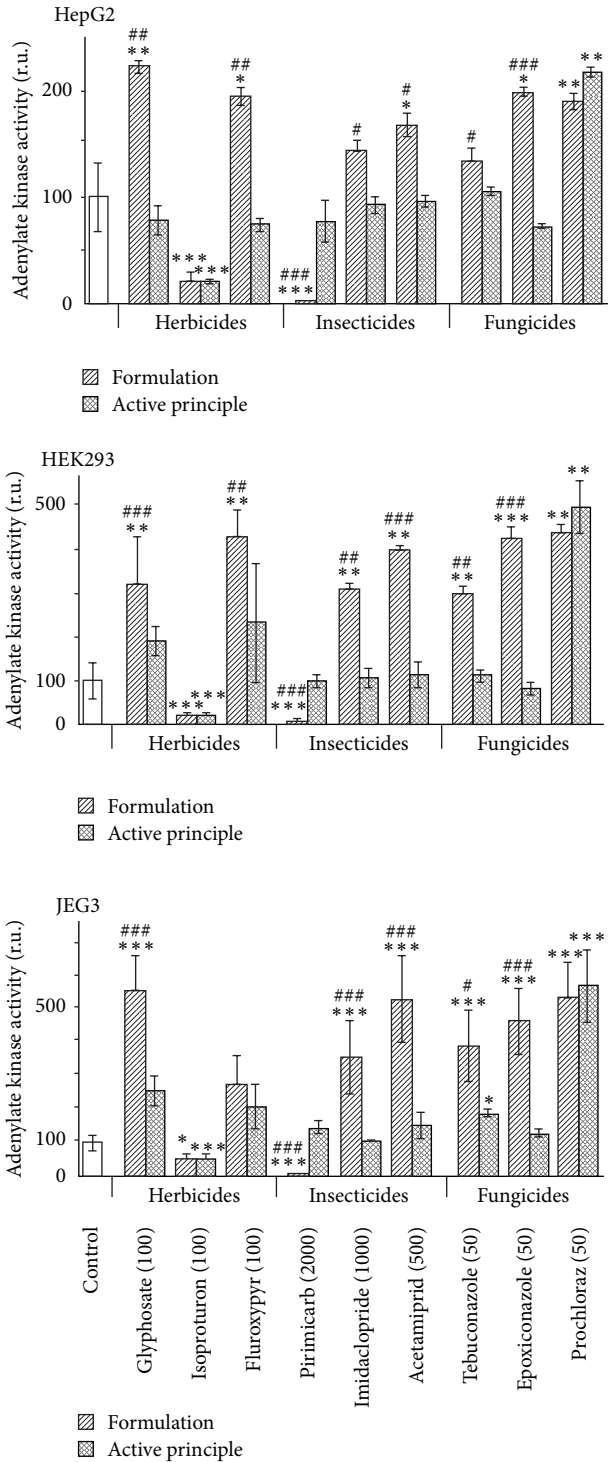 HepG2
Adenylate kinase activity (r.u.)
200
100
0
##
**
***
***
##
*
###
***
#
#
*
#
###
*
**
**
Herbicides
Insecticides
Fungicides
Formulation
Active principle
HEK293
Adenylate kinase activity (r.u.)
500
100
0
###
**
***
***
##
**
###
***
##
**
###
**
##
**
###
***
**
**
Herbicides
Insecticides
Fungicides
Formulation
Active principle
JEG3
Adenylate kinase activity (r.u.)
500
100
0
###
***
*
***
###
***
###
***
###
***
#
***
*
###
***
***
***
Herbicides
Insecticides
Fungicides
Control
Glyphosate (100)
Isoproturon (100)
Fluroxypyr (100)
Pirimicarb (2000)
Imidaclopride (1000)
Acetamiprid (500)
Tebuconazole (50)
Epoxiconazole (50)
Prochloraz (50)
Formulation
Active principle